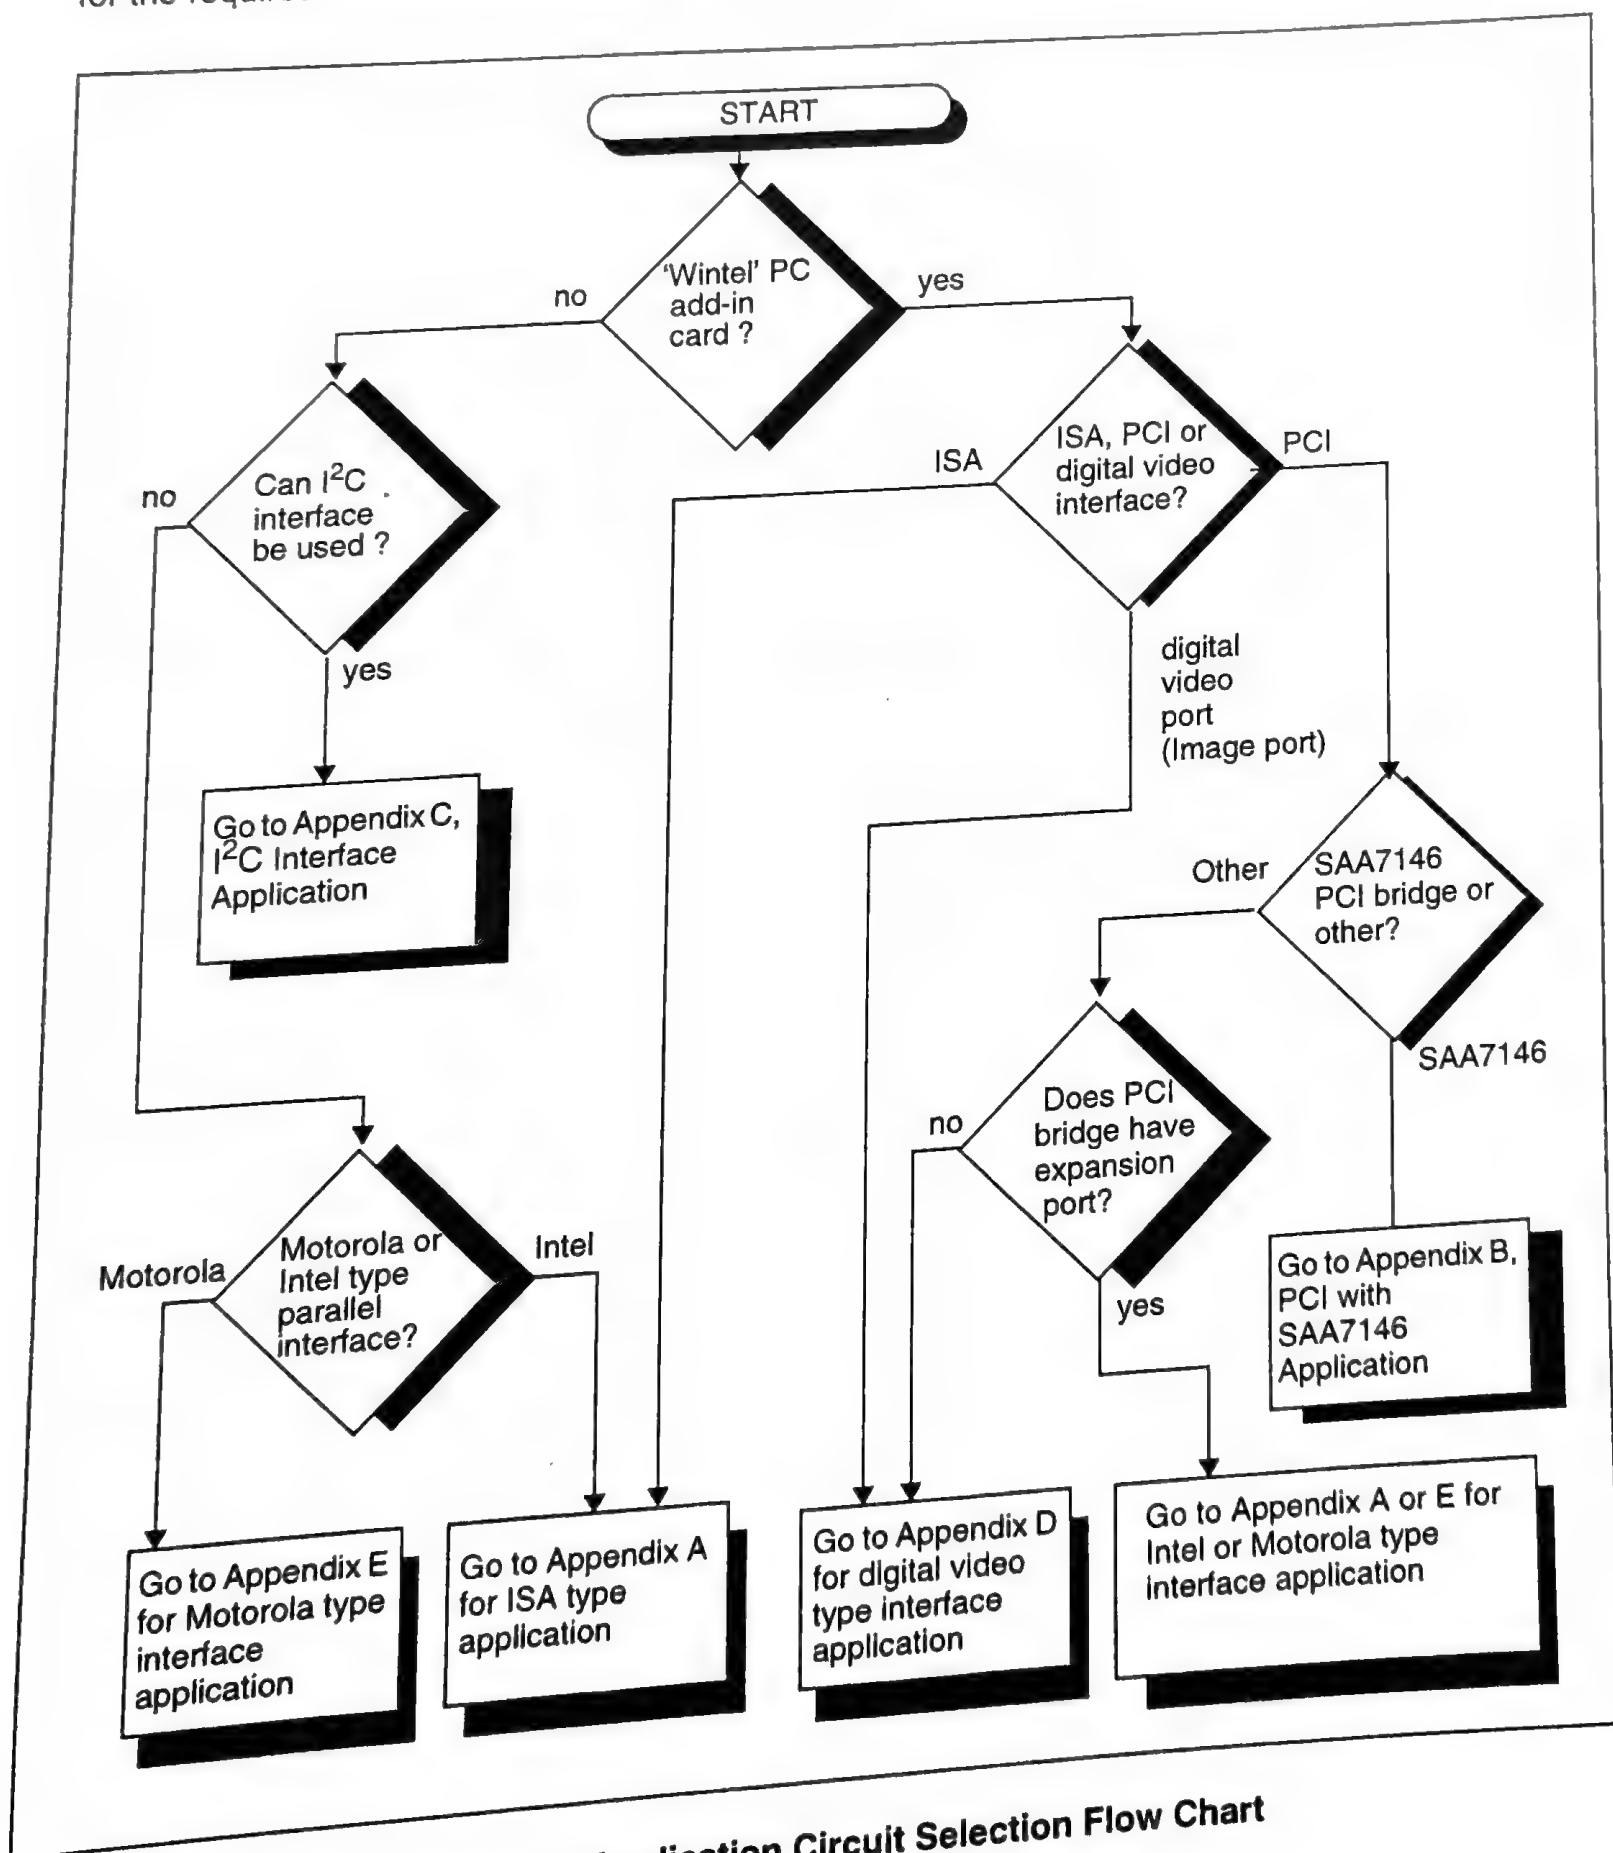 for the require
START
'Wintel' PC
add-in
card ?
no
yes
Can I²C
interface
be used ?
no
yes
ISA, PCI or
digital video
interface?
ISA
PCI
digital
video
port
(Image port)
Go to Appendix C,
I²C Interface
Application
SAA7146
PCI bridge or
other?
Other
SAA7146
Does PCI
bridge have
expansion
port?
no
yes
Motorola or
Intel type
parallel
interface?
Motorola
Intel
Go to Appendix B,
PCI with
SAA7146
Application
Go to Appendix E
for Motorola type
interface
application
Go to Appendix A
for ISA type
application
Go to Appendix D
for digital video
type interface
application
Go to Appendix A or E for
Intel or Motorola type
interface application
Circuit Selection Flow Chart